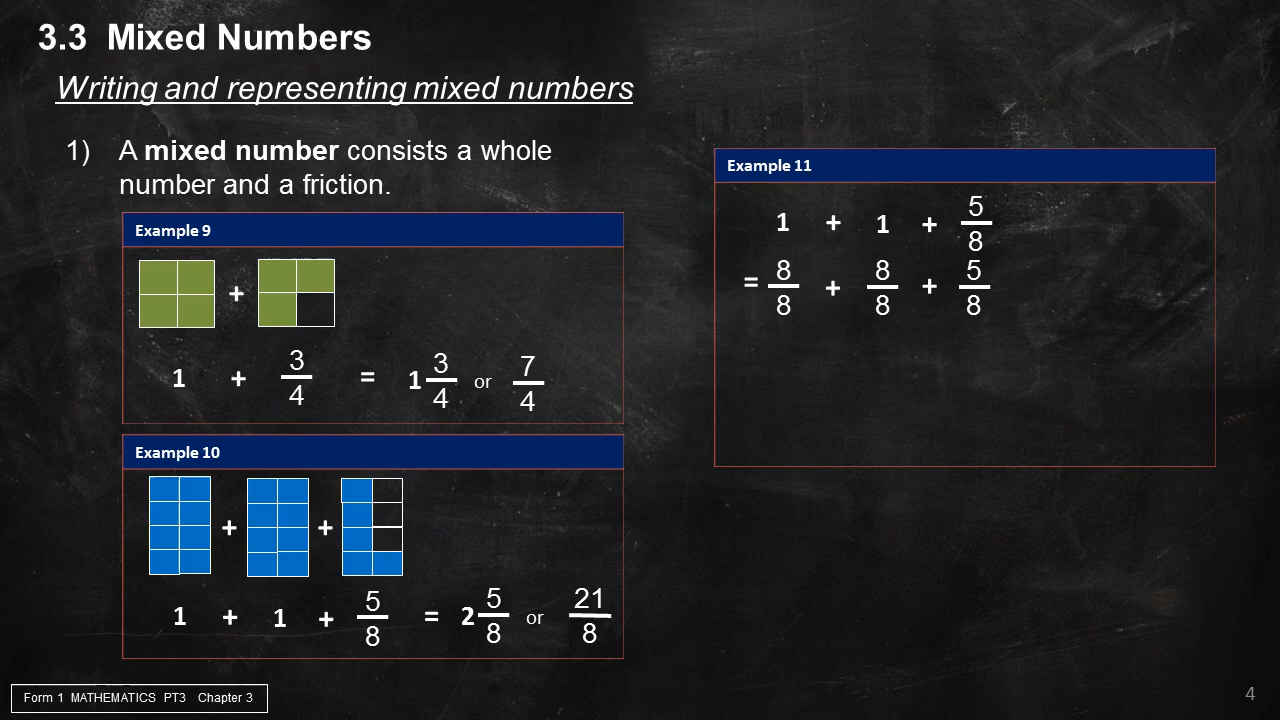 3.3 Mixed Numbers
Writing and representing mixed numbers
1) A mixed number consists a whole
number and a friction.
Example 9
+
1 + 3/4 = 1 3/4 or 7/4
Example 10
+ +
1 + 1 + 5/8 = 2 5/8 or 21/8
Example 11
1 + 1 + 5/8
= 8/8 + 8/8 + 5/8
Form 1 MATHEMATICS PT3 Chapter 3
4